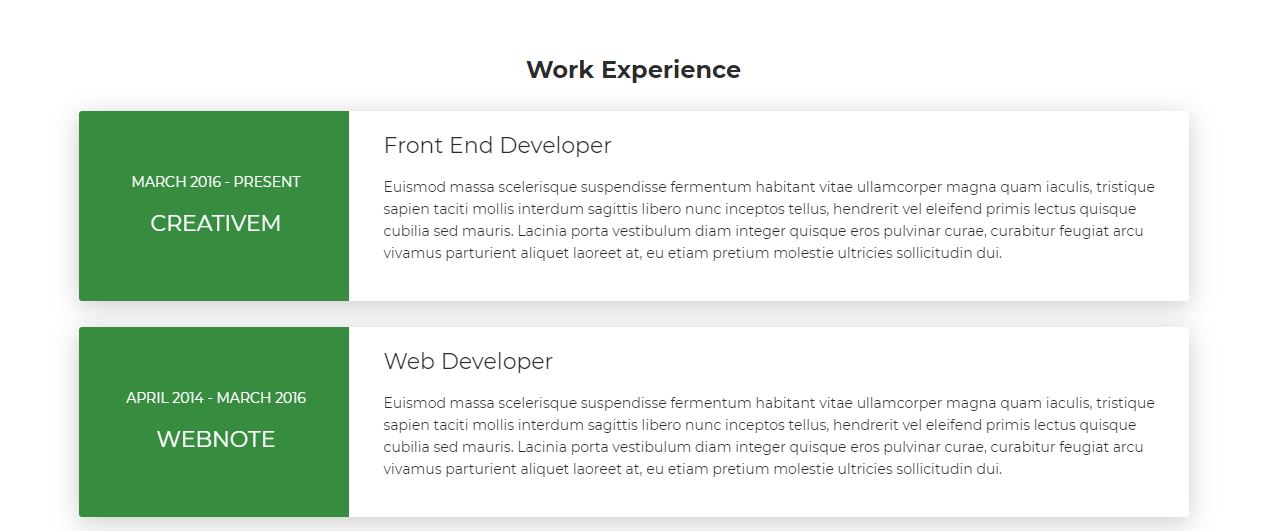 Work Experience
MARCH 2016 - PRESENT
CREATIVEM
Front End Developer
Euismod massa scelerisque suspendisse fermentum habitant vitae ullamcorper magna quam iaculis, tristique
sapien taciti mollis interdum sagittis libero nunc inceptos tellus, hendrerit vel eleifend primis lectus quisque
cubilia sed mauris. Lacinia porta vestibulum diam integer quisque eros pulvinar curae, curabitur feugiat arcu
vivamus parturient aliquet laoreet at, eu etiam pretium molestie ultricies sollicitudin dui.
APRIL 2014 - MARCH 2016
WEBNOTE
Web Developer
Euismod massa scelerisque suspendisse fermentum habitant vitae ullamcorper magna quam iaculis, tristique
sapien taciti mollis interdum sagittis libero nunc inceptos tellus, hendrerit vel eleifend primis lectus quisque
cubilia sed mauris. Lacinia porta vestibulum diam integer quisque eros pulvinar curae, curabitur feugiat arcu
vivamus parturient aliquet laoreet at, eu etiam pretium molestie ultricies sollicitudin dui.